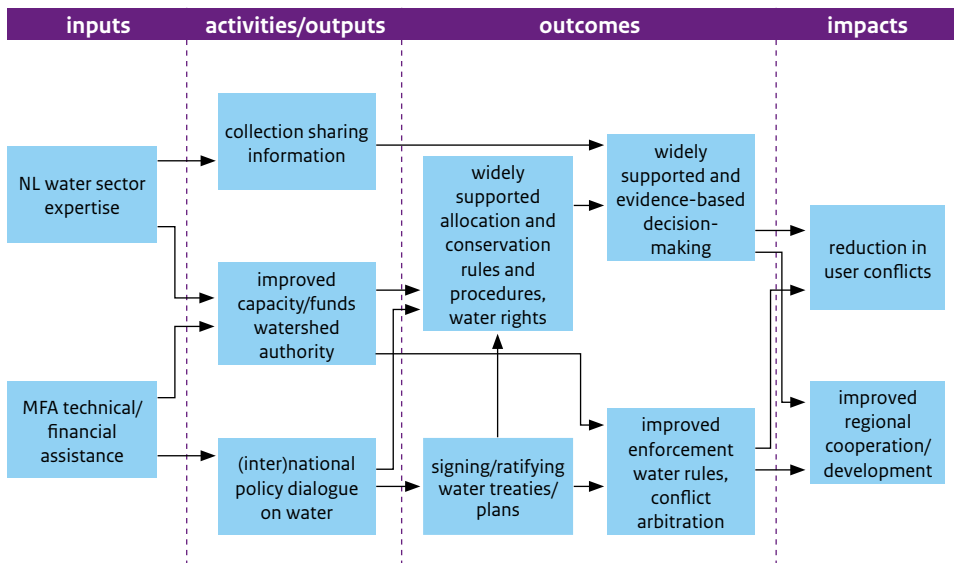 inputs
activities/outputs
outcomes
impacts
NL water sector
expertise
MFA technical/
financial
assistance
collection sharing
information
improved
capacity/funds
watershed
authority
(inter)national
policy dialogue
on water
widely
supported
allocation and
conservation
rules and
procedures,
water rights
signing/ratifying
water treaties/
plans
widely
supported and
evidence-based
decision-
making
improved
enforcement
water rules,
conflict
arbitration
reduction in
user conflicts
improved
regional
cooperation/
development